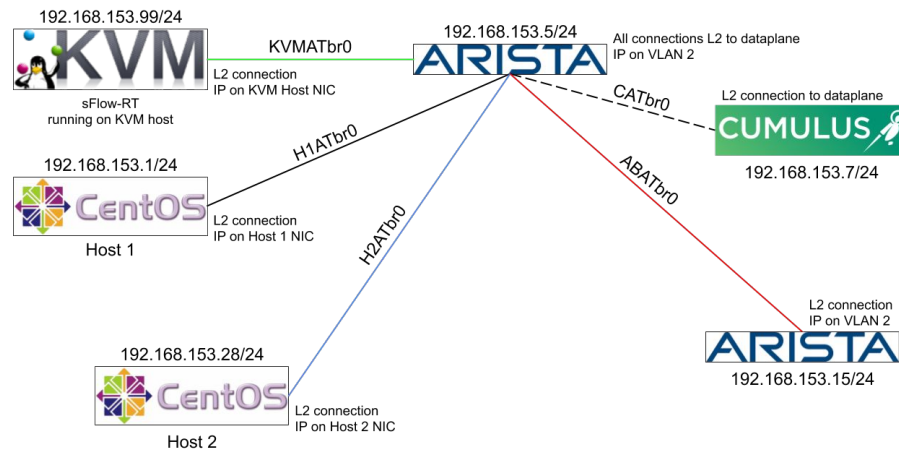 192.168.153.99/24
KVM
L2 connection
IP on KVM Host NIC
sFlow-RT
running on KVM host
KVMATbr0
192.168.153.5/24
ARISTA
All connections L2 to dataplane
IP on VLAN 2
CATbr0
L2 connection to dataplane
CUMULUS
192.168.153.7/24
H1ATbr0
192.168.153.1/24
CentOS
L2 connection
IP on Host 1 NIC
Host 1
H2ATbr0
ABATbr0
L2 connection
IP on VLAN 2
ARISTA
192.168.153.15/24
192.168.153.28/24
CentOS
L2 connection
IP on Host 2 NIC
Host 2